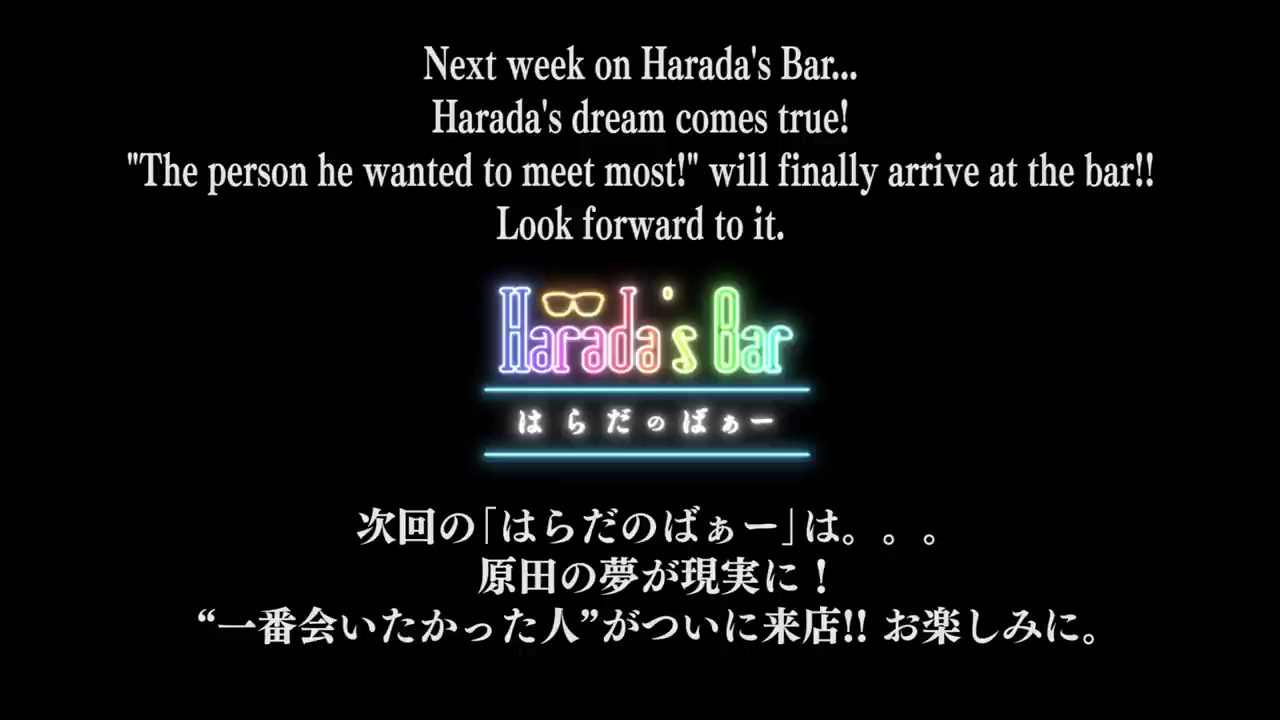 Next week on Harada's Bar...
Harada's dream comes true!
"The person he wanted to meet most!" will finally arrive at the bar!!
Look forward to it.
Harada's Bar
はらだのばぁー
次回の「はらだのばぁー」は。。。
原田の夢が現実に！
“一番会いたかった人”がついに来店!! お楽しみに。